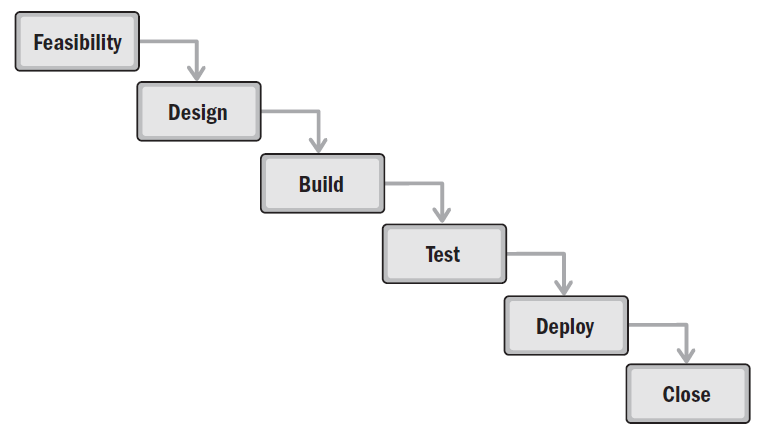 Feasibility
Design
Build
Test
Deploy
Close